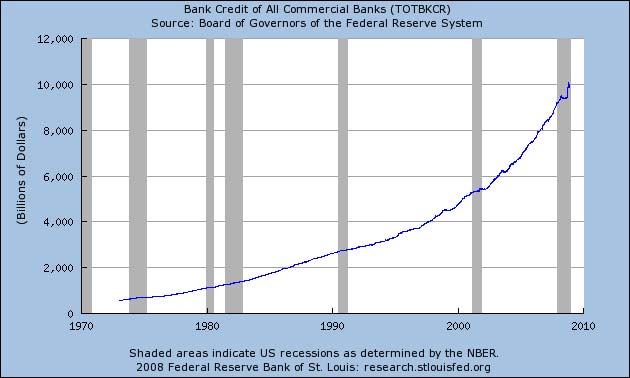 Bank Credit of All Commercial Banks (TOTBKCR)
Source: Board of Governors of the Federal Reserve System
12,000
10,000
8,000
6,000
4,000
2,000
0
(Billions of Dollars)
1970 1980 1990 2000 2010
Shaded areas indicate US recessions as determined by the NBER.
2008 Federal Reserve Bank of St. Louis: research.stlouisfed.org